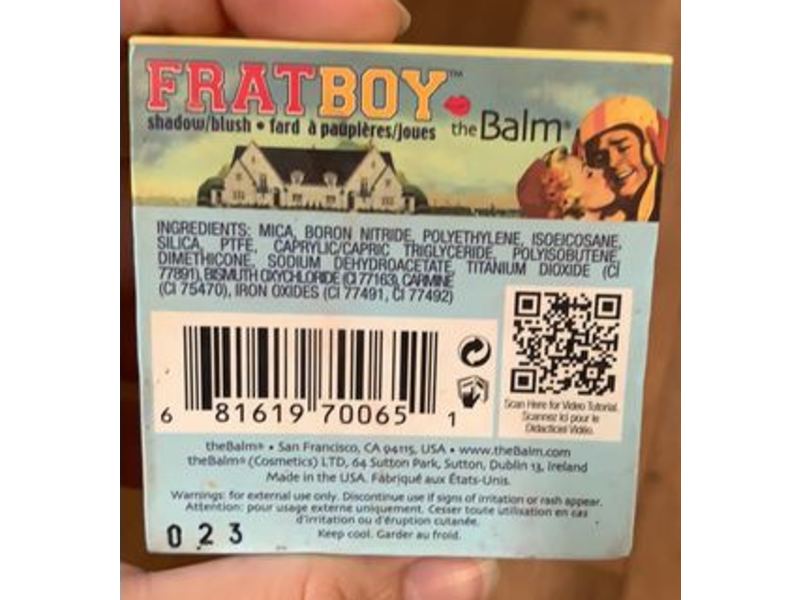 FRATBOY™
shadow/blush • fard à paupières/joues
theBalm®
INGREDIENTS: MICA, BORON NITRIDE, POLYETHYLENE, ISOEICOSANE,
SILICA, PTFE, CAPRYLIC/CAPRIC TRIGLYCERIDE, POLYISOBUTENE,
DIMETHICONE, SODIUM DEHYDROACETATE, TITANIUM DIOXIDE (CI
77891), BISMUTH OXYCHLORIDE (CI 77163), CARMINE
(CI 75470), IRON OXIDES (CI 77491, CI 77492)
6 81619 70065 1
Scan Here for Video Tutorial.
Scannez ici pour le
Didacticiel Vidéo.
theBalm® • San Francisco, CA 94115, USA • www.theBalm.com
theBalm® (Cosmetics) LTD, 64 Sutton Park, Sutton, Dublin 13, Ireland
Made in the USA. Fabriqué aux États-Unis.
Warnings: for external use only. Discontinue use if signs of irritation or rash appear.
Attention: pour usage externe uniquement. Cesser toute utilisation en cas
d'irritation ou d'éruption cutanée.
Keep cool. Garder au froid.
023